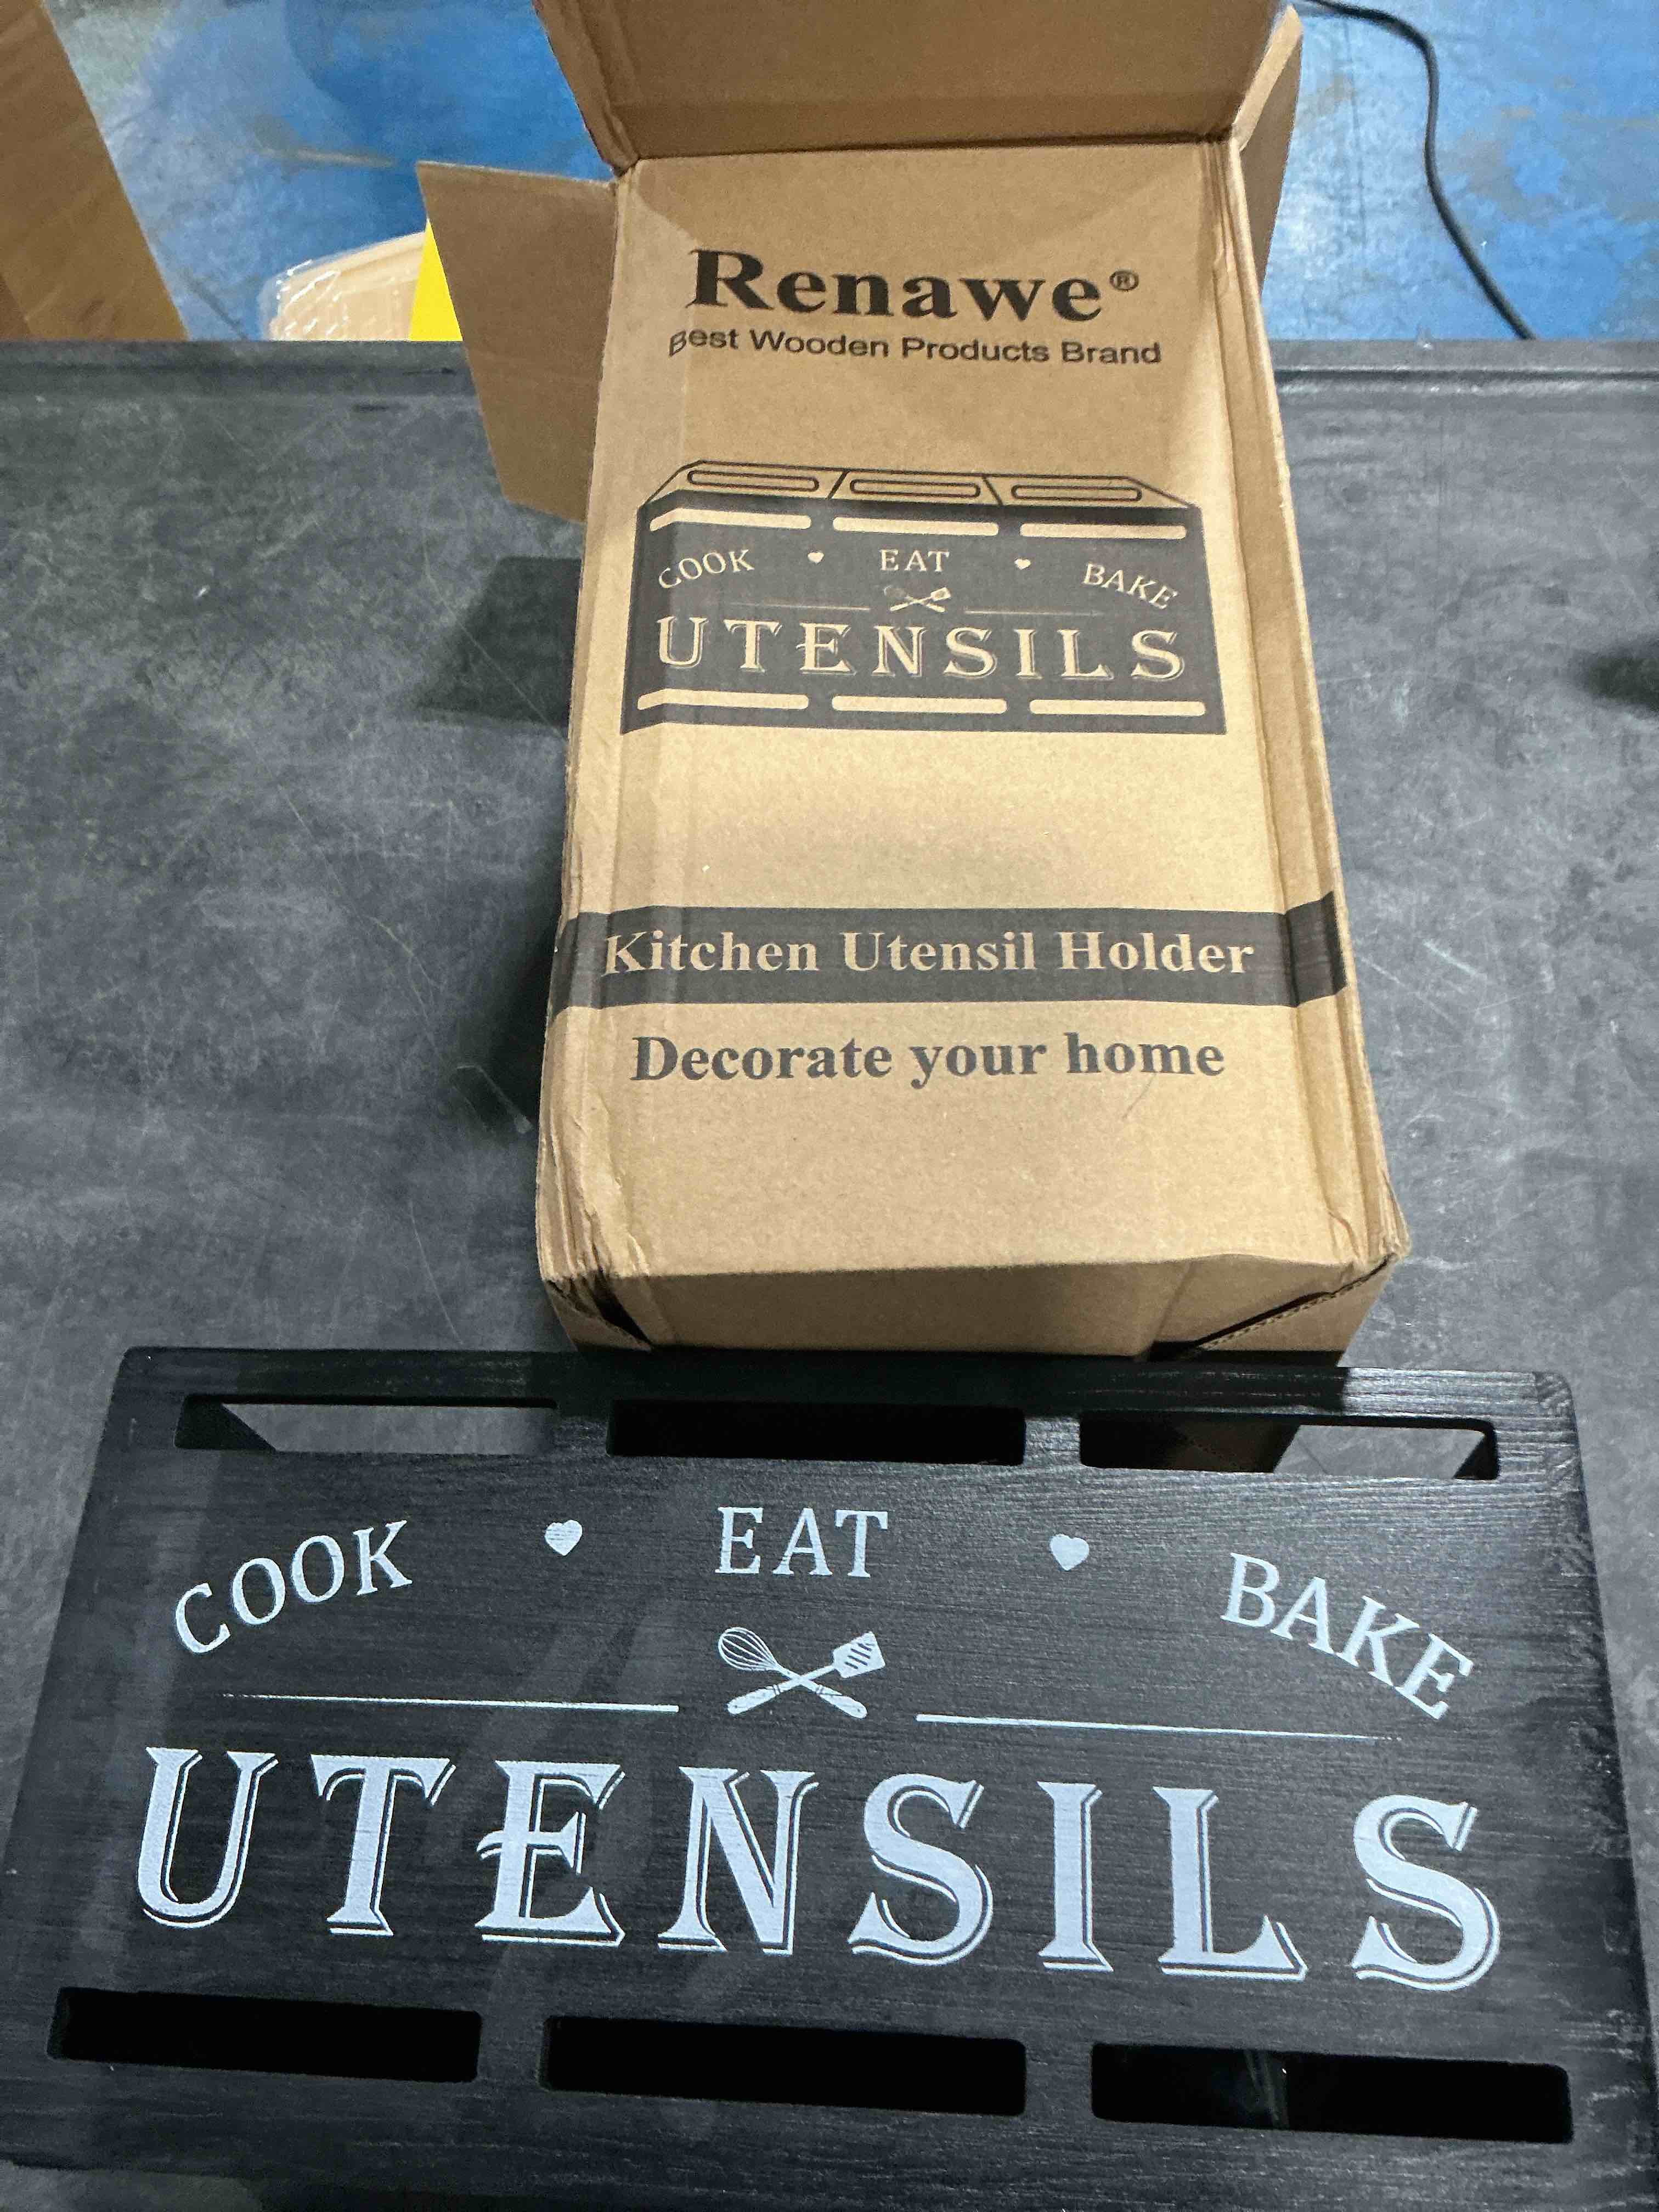 Renawe®
Best Wooden Products Brand
COOK EAT BAKE
UTENSILS
Kitchen Utensil Holder
Decorate your home
COOK EAT BAKE
UTENSILS